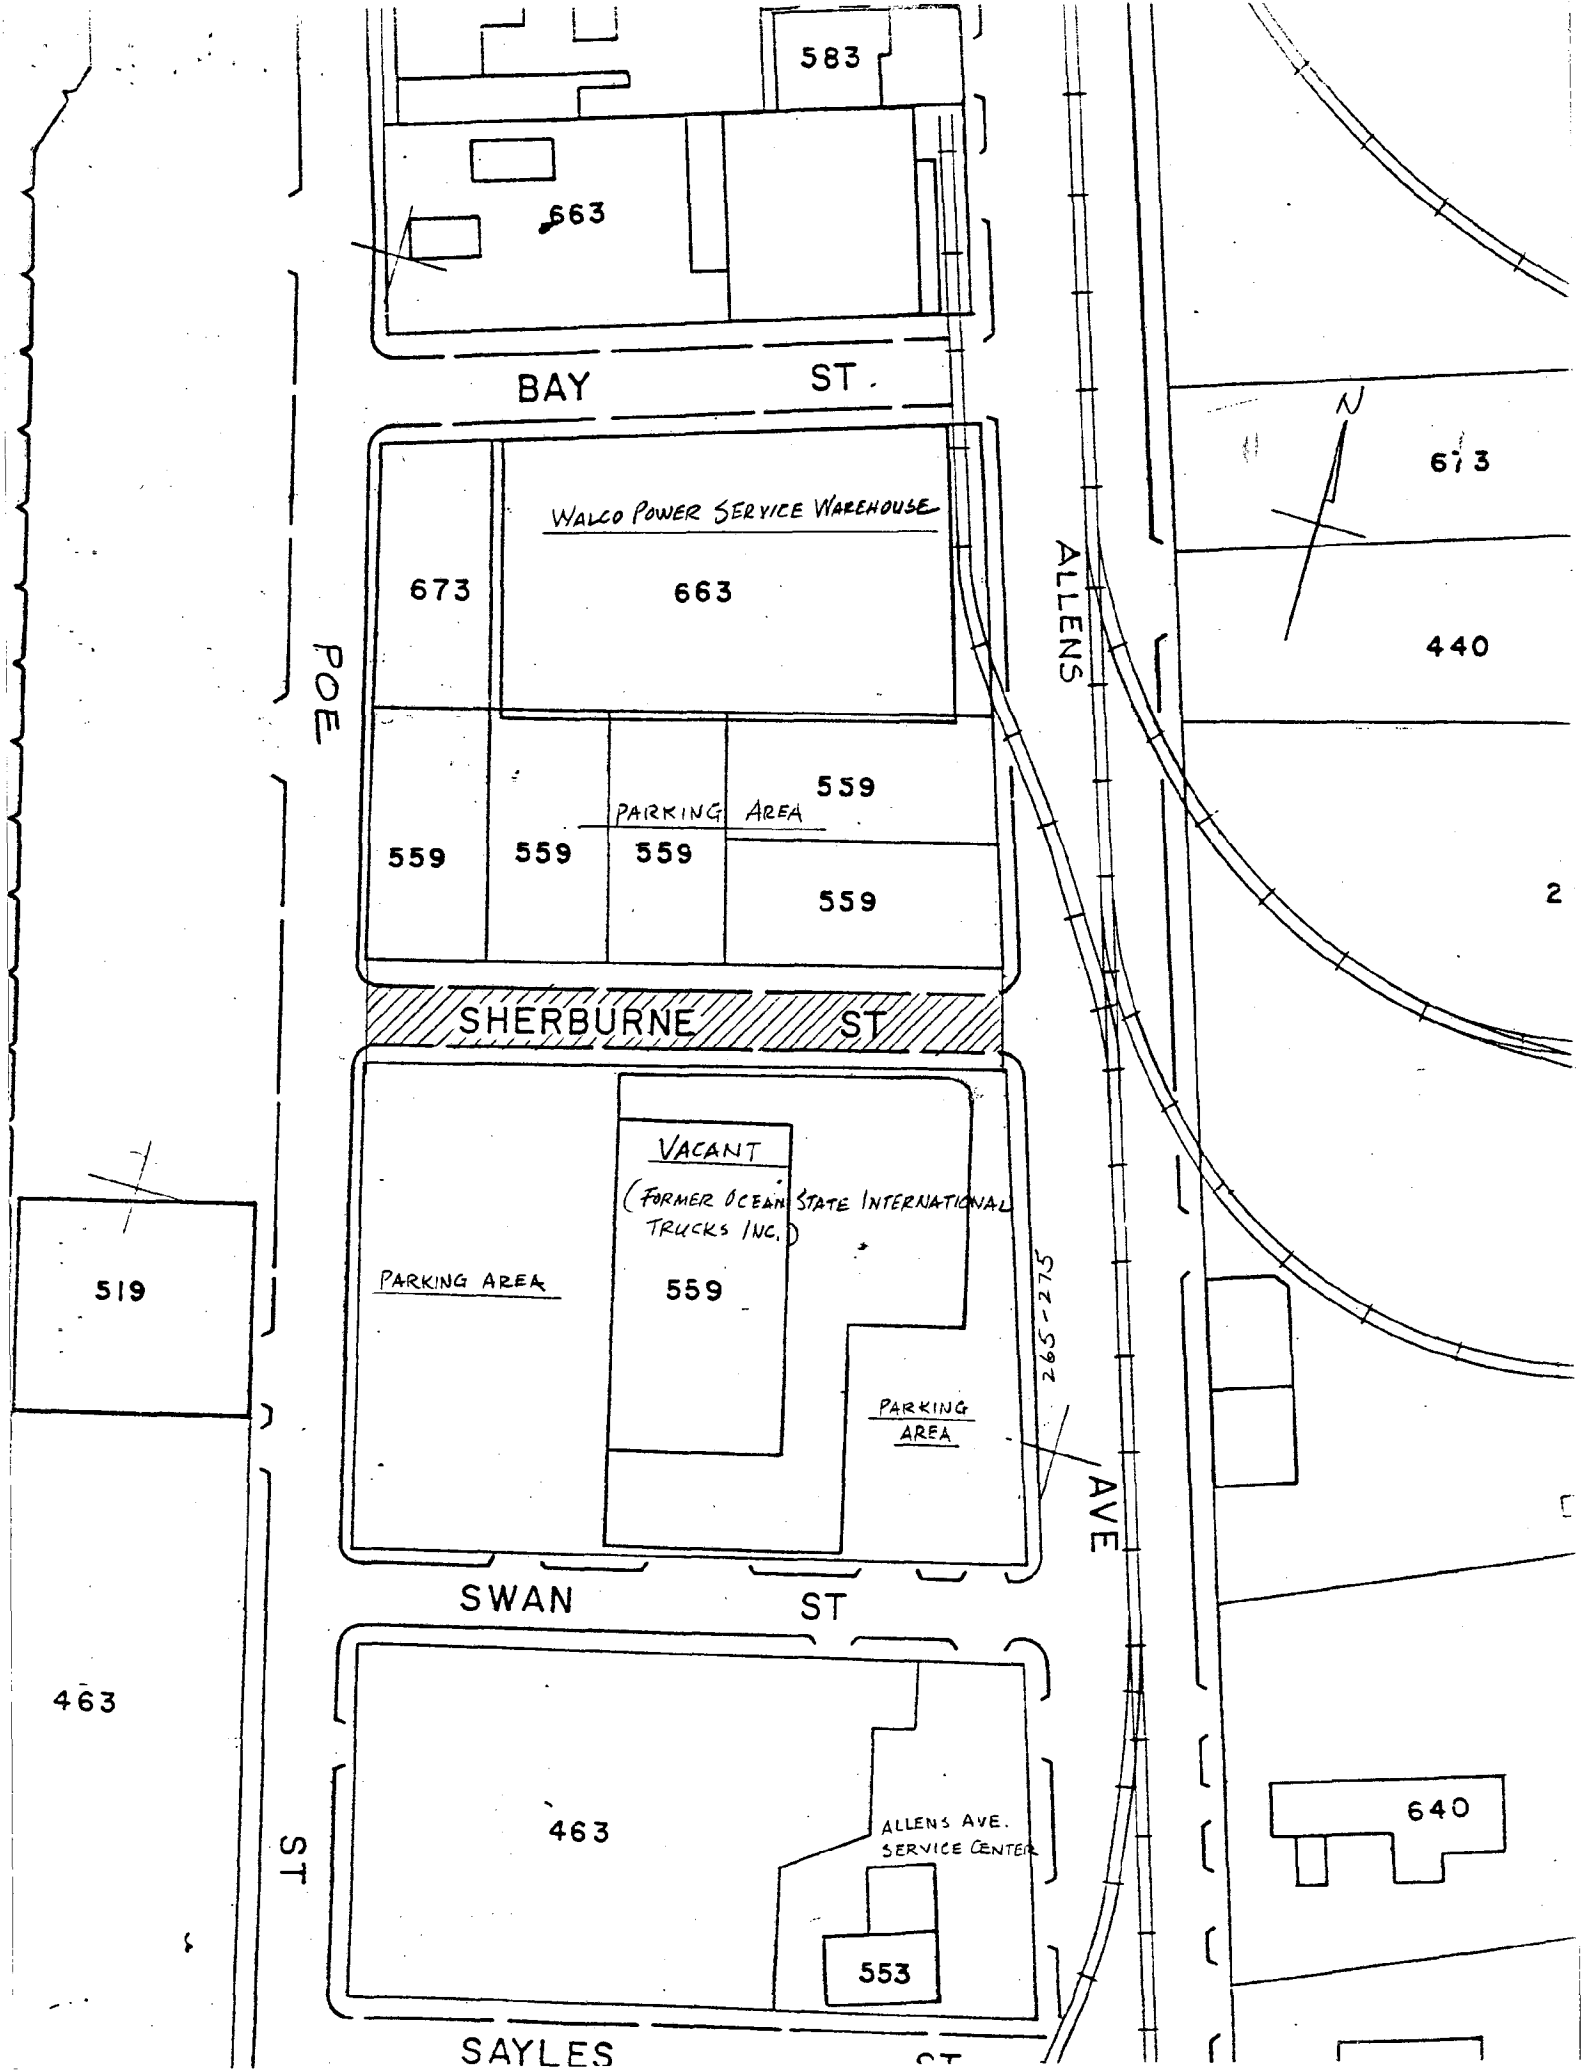 583
663
BAY ST.
N
673
WALCO POWER SERVICE WAREHOUSE
673
663
ALLENS
440
POE
559
PARKING AREA
559
559
559
559
2
SHERBURNE ST
VACANT
(FORMER OCEAN STATE INTERNATIONAL
TRUCKS INC.)
519
PARKING AREA
559
265-275
PARKING
AREA
AVE
SWAN ST
463
463
ALLENS AVE.
SERVICE CENTER
640
ST
553
SAYLES ST